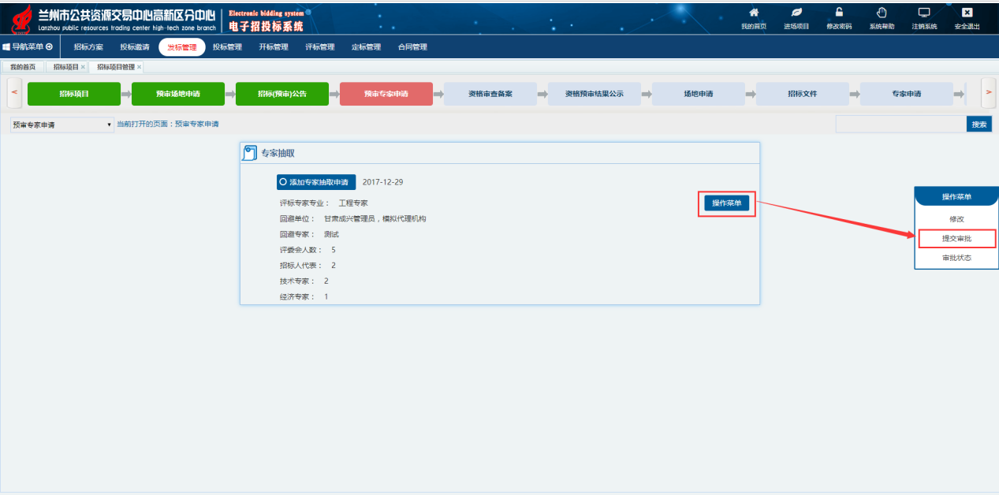 兰州市公共资源交易中心高新区分中心
Lanzhou public resources trading center high-tech zone branch
Electronic bidding system
电子招投标系统
我的首页 进场项目 修改密码 系统帮助 注销系统 安全退出
导航菜单 招标方案 投标邀请 发标管理 投标管理 开标管理 评标管理 定标管理 合同管理
我的首页 招标项目 × 招标项目管理 ×
< 招标项目 预审场地申请 招标(预审)公告 预审专家申请 资格审查备案 资格预审结果公示 场地申请 招标文件 专家申请 >
预审专家申请 当前打开的页面：预审专家申请 搜索
专家抽取
添加专家抽取申请 2017-12-29
评标专家专业： 工程专家
回避单位： 甘肃成兴管理员，模拟代理机构
回避专家： 测试
评委会人数： 5
招标人代表： 2
技术专家： 2
经济专家： 1
操作菜单
操作菜单
修改
提交审批
审批状态